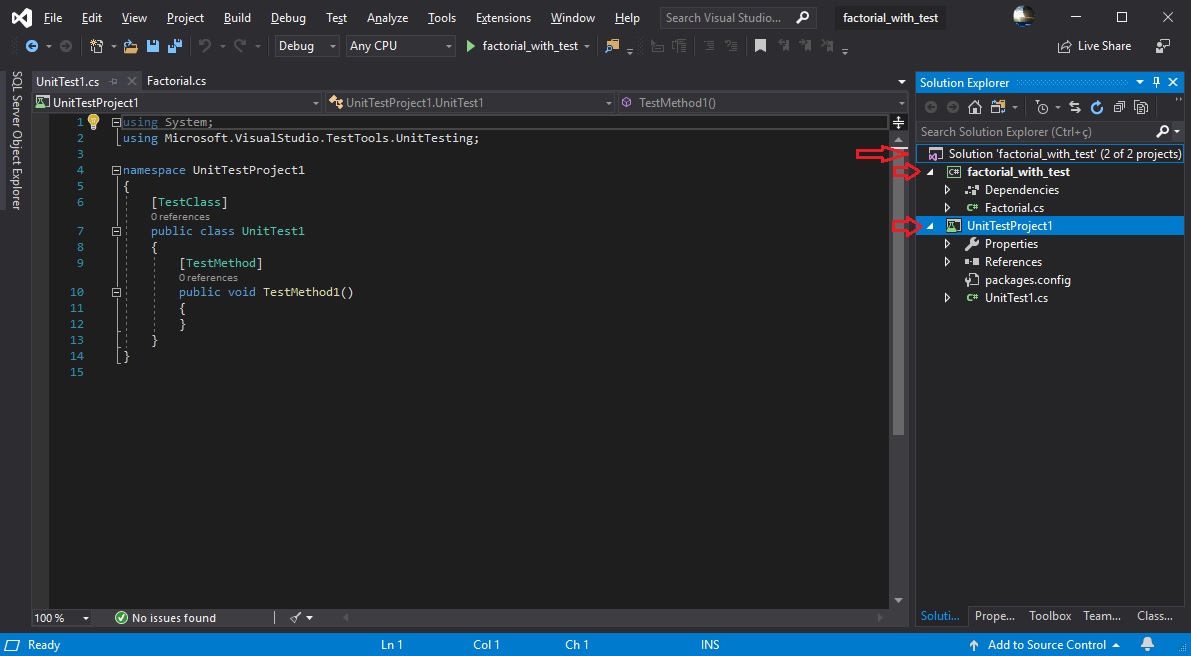 File Edit View Project Build Debug Test Analyze Tools Extensions Window Help Search Visual Studio... factorial_with_test
Debug Any CPU factorial_with_test Live Share
SQL Server Object Explorer
UnitTest1.cs Factorial.cs
UnitTestProject1 UnitTestProject1.UnitTest1 TestMethod1()
1 using System;
2 using Microsoft.VisualStudio.TestTools.UnitTesting;
3
4 namespace UnitTestProject1
5 {
6 [TestClass]
0 references
7 public class UnitTest1
8 {
9 [TestMethod]
0 references
10 public void TestMethod1()
11 {
12 }
13 }
14 }
15
100 % No issues found
Solution Explorer
Search Solution Explorer (Ctrl+ç)
Solution 'factorial_with_test' (2 of 2 projects)
C# factorial_with_test
Dependencies
C# Factorial.cs
UnitTestProject1
Properties
References
packages.config
C# UnitTest1.cs
Soluti... Prope... Toolbox Team... Class...
Ready Ln 1 Col 1 Ch 1 INS Add to Source Control